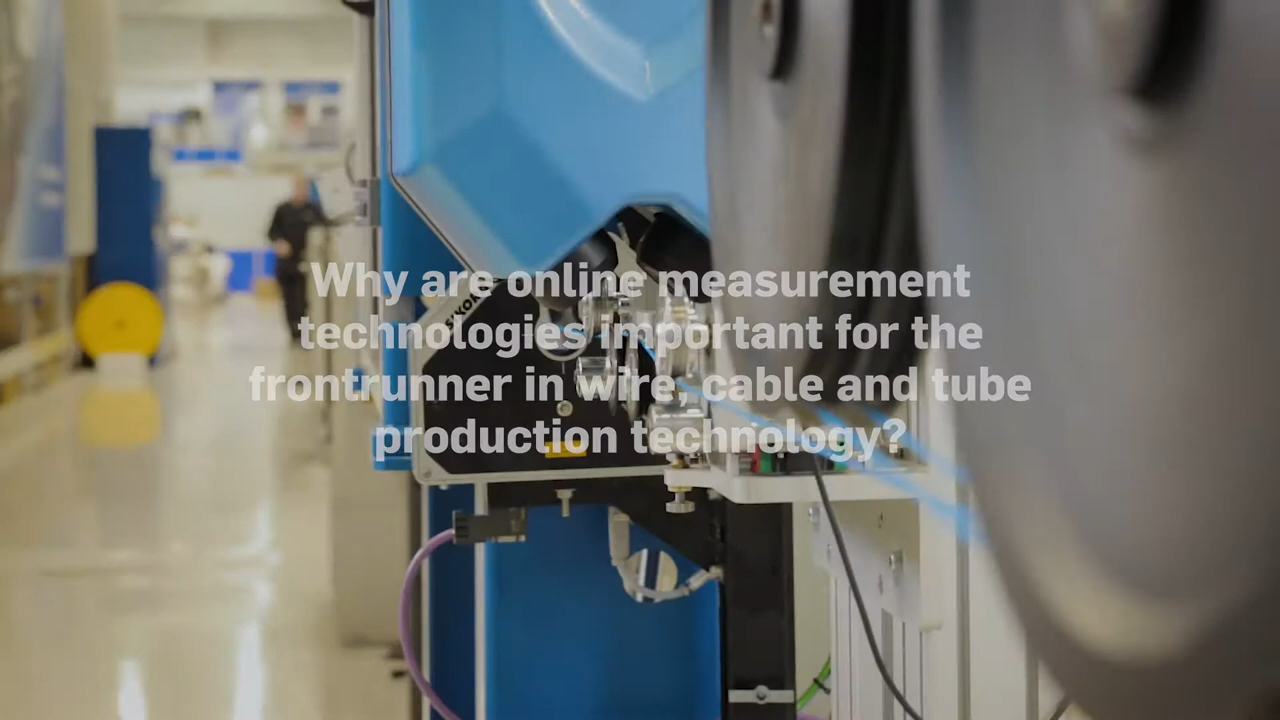 Why are online measurement
technologies important for the
frontrunner in wire, cable and tube
production technology?